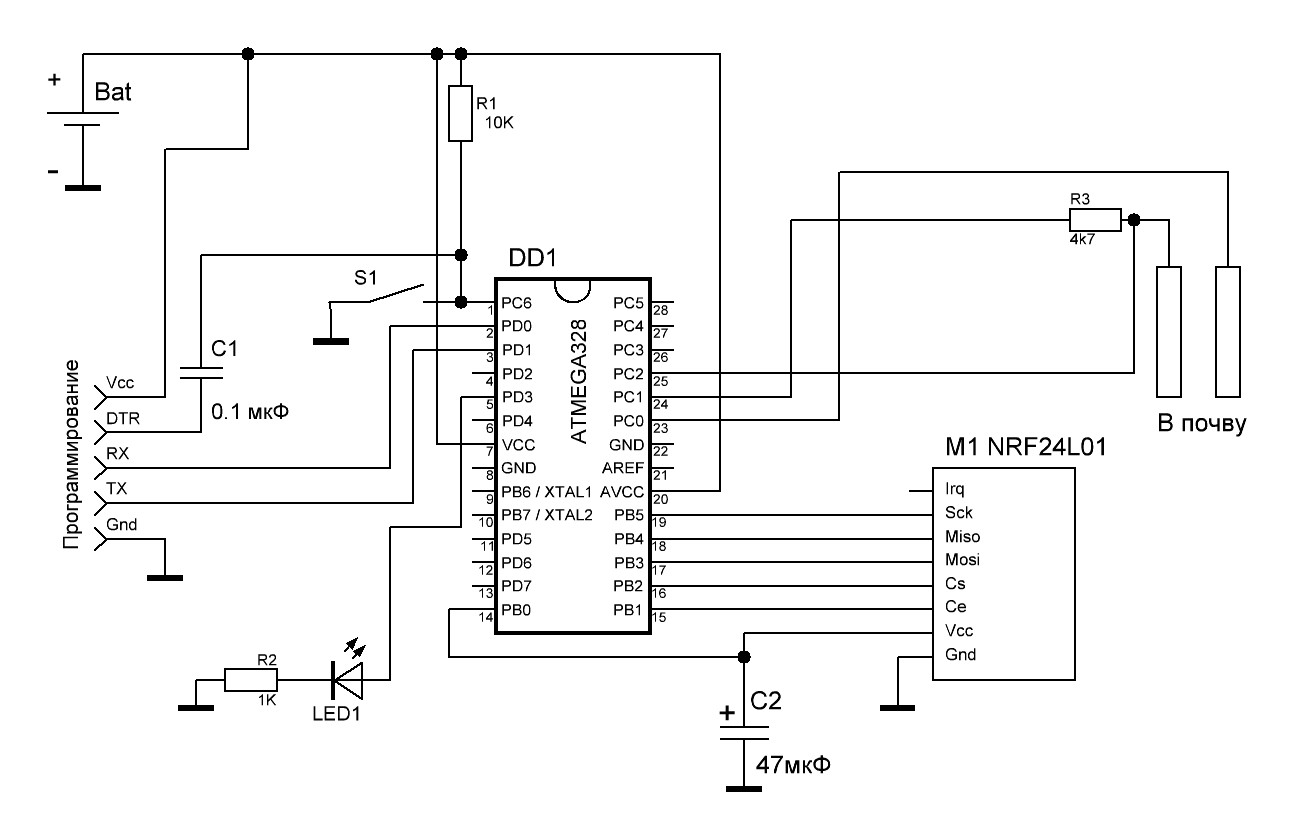 +
Bat
-
R1
10K
R3
4k7
DD1
S1
C1
0.1 мкФ
Программирование
Vcc
DTR
RX
TX
Gnd
ATMEGA328
1 PC6
2 PD0
3 PD1
4 PD2
5 PD3
6 PD4
7 VCC
8 GND
9 PB6 / XTAL1
10 PB7 / XTAL2
11 PD5
12 PD6
13 PD7
14 PB0
PC5 28
PC4 27
PC3 26
PC2 25
PC1 24
PC0 23
GND 22
AREF 21
AVCC 20
PB5 19
PB4 18
PB3 17
PB2 16
PB1 15
В почву
M1 NRF24L01
Irq
Sck
Miso
Mosi
Cs
Ce
Vcc
Gnd
R2
1K
LED1
+
C2
47мкФ